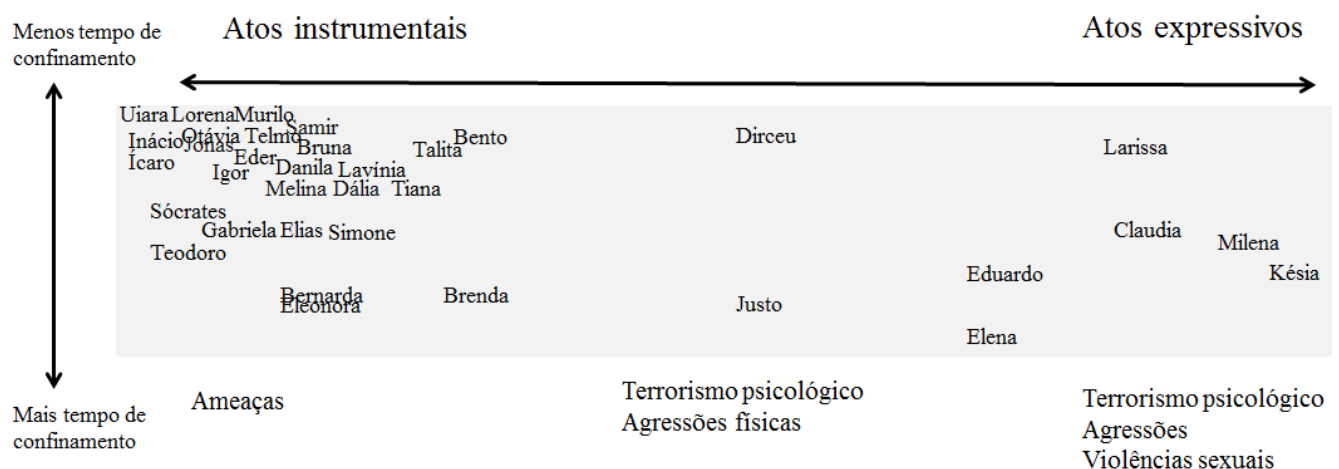 Menos tempo de
confinamento
Atos instrumentais
Atos expressivos
Uiara Lorena Murilo
Samir
Inácio Otávia Telmo
Jonas
Bruna
Bento
Dirceu
Larissa
Ícaro
Eder
Talita
Igor
Danila Lavínia
Melina Dália Tiana
Sócrates
Gabriela Elias Simone
Claudia
Milena
Teodoro
Eduardo
Késia
Bernarda
Eleonora
Brenda
Justo
Elena
Mais tempo de
confinamento
Ameaças
Terrorismo psicológico
Agressões físicas
Terrorismo psicológico
Agressões
Violências sexuais